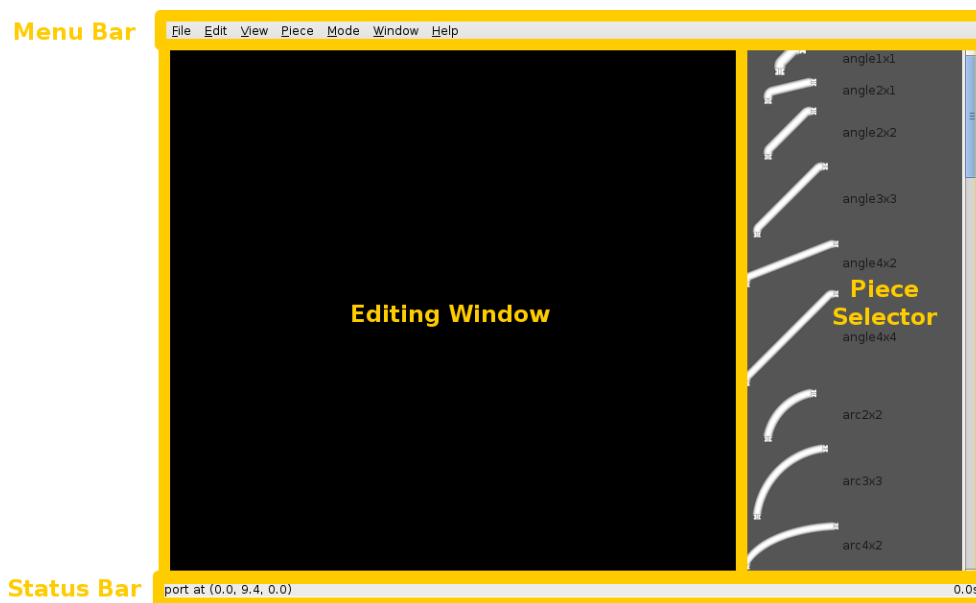 Menu Bar
File Edit View Piece Mode Window Help
angle1x1
angle2x1
angle2x2
angle3x3
angle4x2
Editing Window
Piece
Selector
angle4x4
arc2x2
arc3x3
arc4x2
Status Bar
port at (0.0, 9.4, 0.0) 0.0s